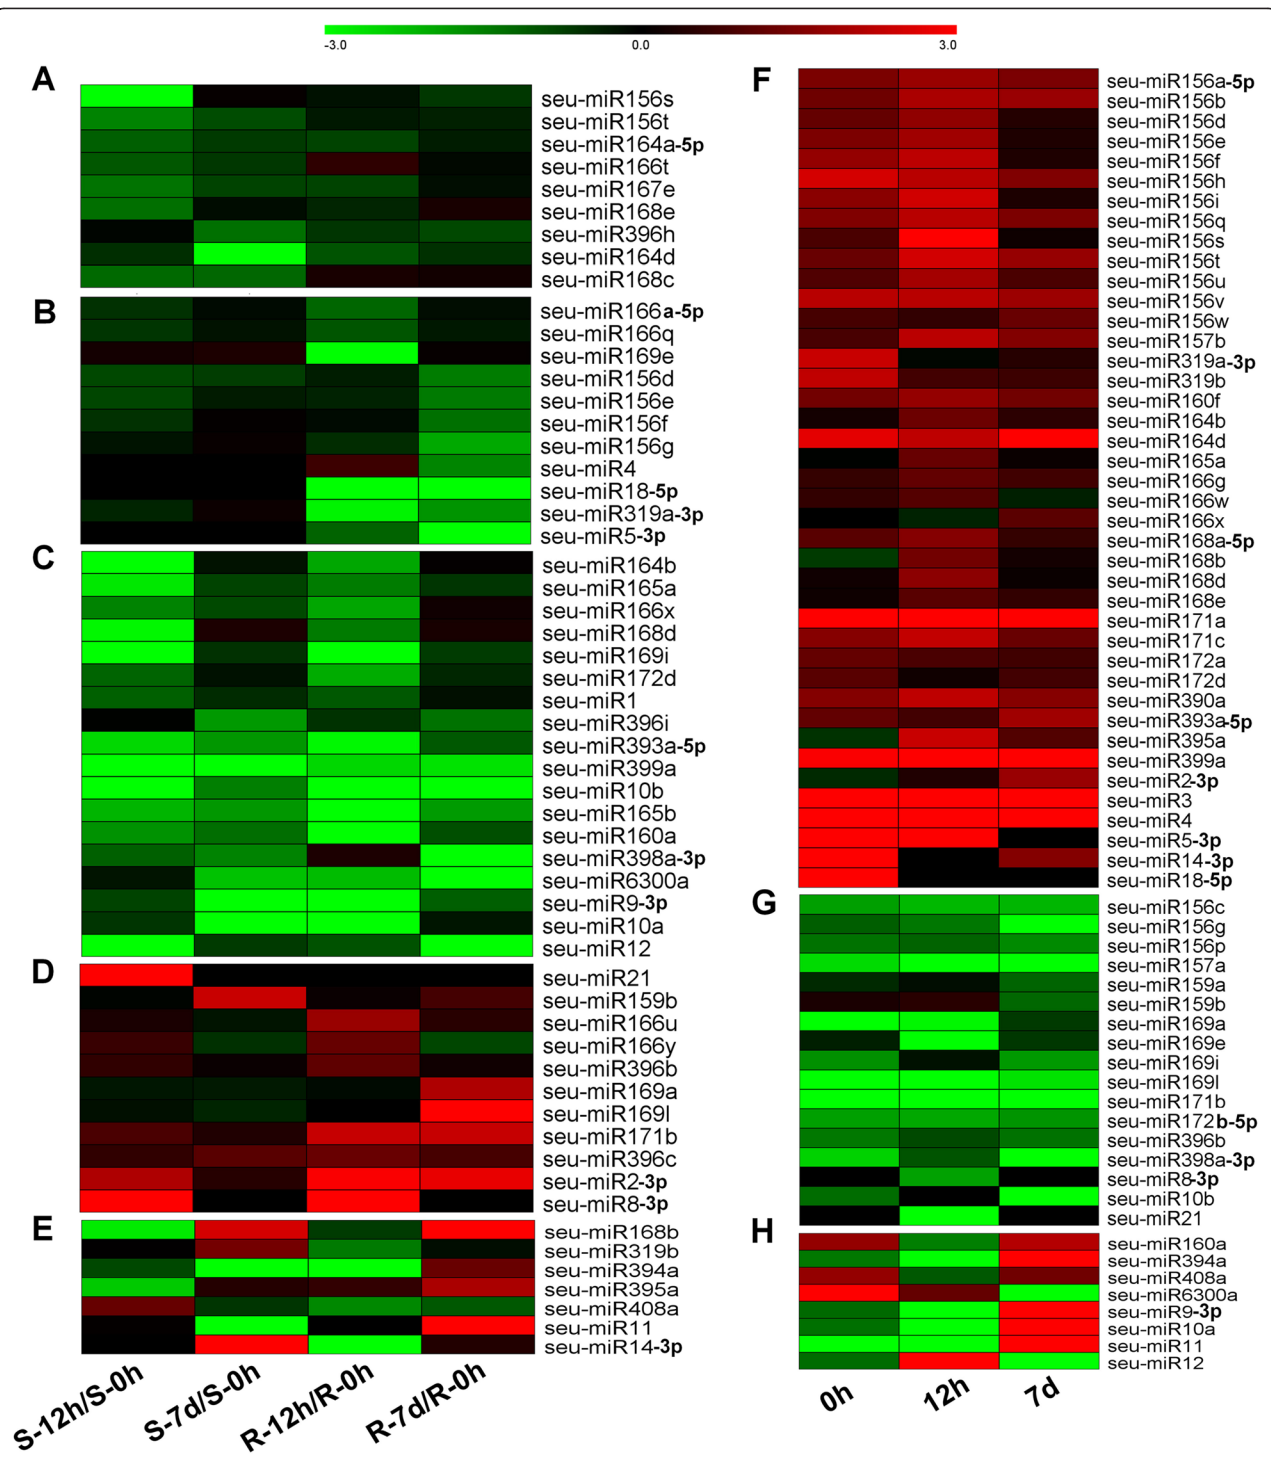 -3.0 0.0 3.0
A
seu-miR156s
seu-miR156t
seu-miR164a-5p
seu-miR166t
seu-miR167e
seu-miR168e
seu-miR396h
seu-miR164d
seu-miR168c
B
seu-miR166a-5p
seu-miR166q
seu-miR169e
seu-miR156d
seu-miR156e
seu-miR156f
seu-miR156g
seu-miR4
seu-miR18-5p
seu-miR319a-3p
seu-miR5-3p
C
seu-miR164b
seu-miR165a
seu-miR166x
seu-miR168d
seu-miR169i
seu-miR172d
seu-miR1
seu-miR396i
seu-miR393a-5p
seu-miR399a
seu-miR10b
seu-miR165b
seu-miR160a
seu-miR398a-3p
seu-miR6300a
seu-miR9-3p
seu-miR10a
seu-miR12
D
seu-miR21
seu-miR159b
seu-miR166u
seu-miR166y
seu-miR396b
seu-miR169a
seu-miR169l
seu-miR171b
seu-miR396c
seu-miR2-3p
seu-miR8-3p
E
seu-miR168b
seu-miR319b
seu-miR394a
seu-miR395a
seu-miR408a
seu-miR11
seu-miR14-3p
S-12h/S-0h
S-7d/S-0h
R-12h/R-0h
R-7d/R-0h
F
seu-miR156a-5p
seu-miR156b
seu-miR156d
seu-miR156e
seu-miR156f
seu-miR156h
seu-miR156i
seu-miR156q
seu-miR156s
seu-miR156t
seu-miR156u
seu-miR156v
seu-miR156w
seu-miR157b
seu-miR319a-3p
seu-miR319b
seu-miR160f
seu-miR164b
seu-miR164d
seu-miR165a
seu-miR166g
seu-miR166w
seu-miR166x
seu-miR168a-5p
seu-miR168b
seu-miR168d
seu-miR168e
seu-miR171a
seu-miR171c
seu-miR172a
seu-miR172d
seu-miR390a
seu-miR393a-5p
seu-miR395a
seu-miR399a
seu-miR2-3p
seu-miR3
seu-miR4
seu-miR5-3p
seu-miR14-3p
seu-miR18-5p
G
seu-miR156c
seu-miR156g
seu-miR156p
seu-miR157a
seu-miR159a
seu-miR159b
seu-miR169a
seu-miR169e
seu-miR169i
seu-miR169l
seu-miR171b
seu-miR172b-5p
seu-miR396b
seu-miR398a-3p
seu-miR8-3p
seu-miR10b
seu-miR21
H
seu-miR160a
seu-miR394a
seu-miR408a
seu-miR6300a
seu-miR9-3p
seu-miR10a
seu-miR11
seu-miR12
0h
12h
7d